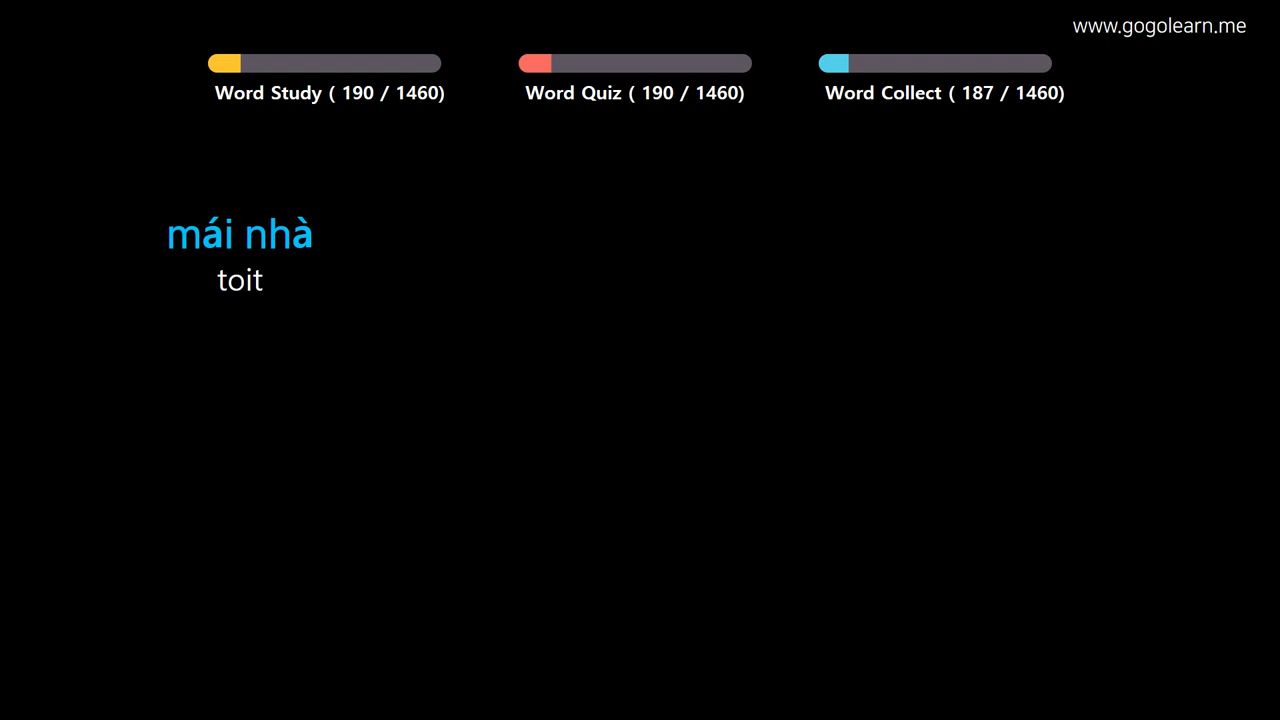 www.gogolearn.me
Word Study ( 190 / 1460)
Word Quiz ( 190 / 1460)
Word Collect ( 187 / 1460)
mái nhà
toit